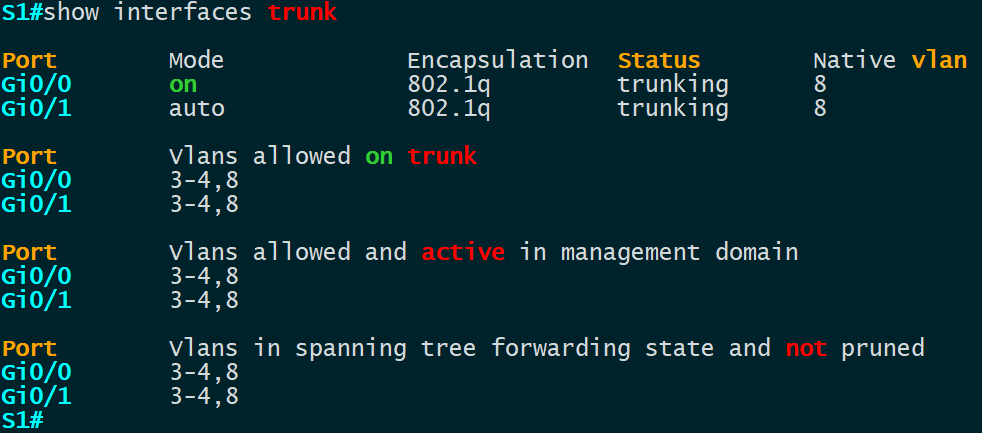 S1#show interfaces trunk
Port Mode Encapsulation Status Native vlan
Gi0/0 on 802.1q trunking 8
Gi0/1 auto 802.1q trunking 8
Port Vlans allowed on trunk
Gi0/0 3-4,8
Gi0/1 3-4,8
Port Vlans allowed and active in management domain
Gi0/0 3-4,8
Gi0/1 3-4,8
Port Vlans in spanning tree forwarding state and not pruned
Gi0/0 3-4,8
Gi0/1 3-4,8
S1#